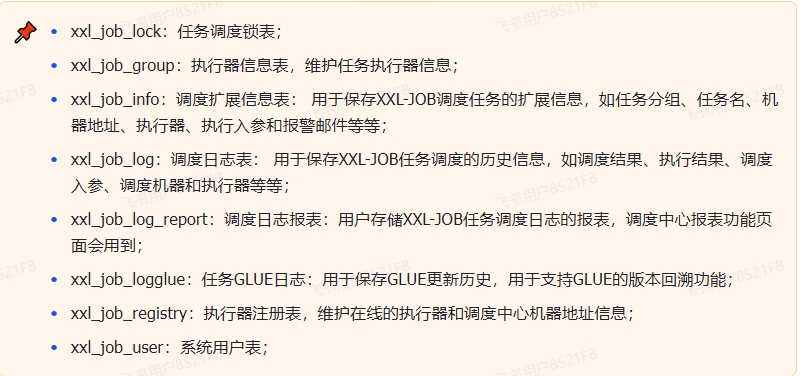 xxl_job_lock：任务调度锁表；
xxl_job_group：执行器信息表，维护任务执行器信息；
xxl_job_info：调度扩展信息表： 用于保存XXL-JOB调度任务的扩展信息，如任务分组、任务名、机
器地址、执行器、执行入参和报警邮件等等；
xxl_job_log：调度日志表： 用于保存XXL-JOB任务调度的历史信息，如调度结果、执行结果、调度
入参、调度机器和执行器等等；
xxl_job_log_report：调度日志报表：用户存储XXL-JOB任务调度日志的报表，调度中心报表功能页
面会用到；
xxl_job_logglue：任务GLUE日志：用于保存GLUE更新历史，用于支持GLUE的版本回溯功能；
xxl_job_registry：执行器注册表，维护在线的执行器和调度中心机器地址信息；
xxl_job_user：系统用户表；
飞书用户8521FB